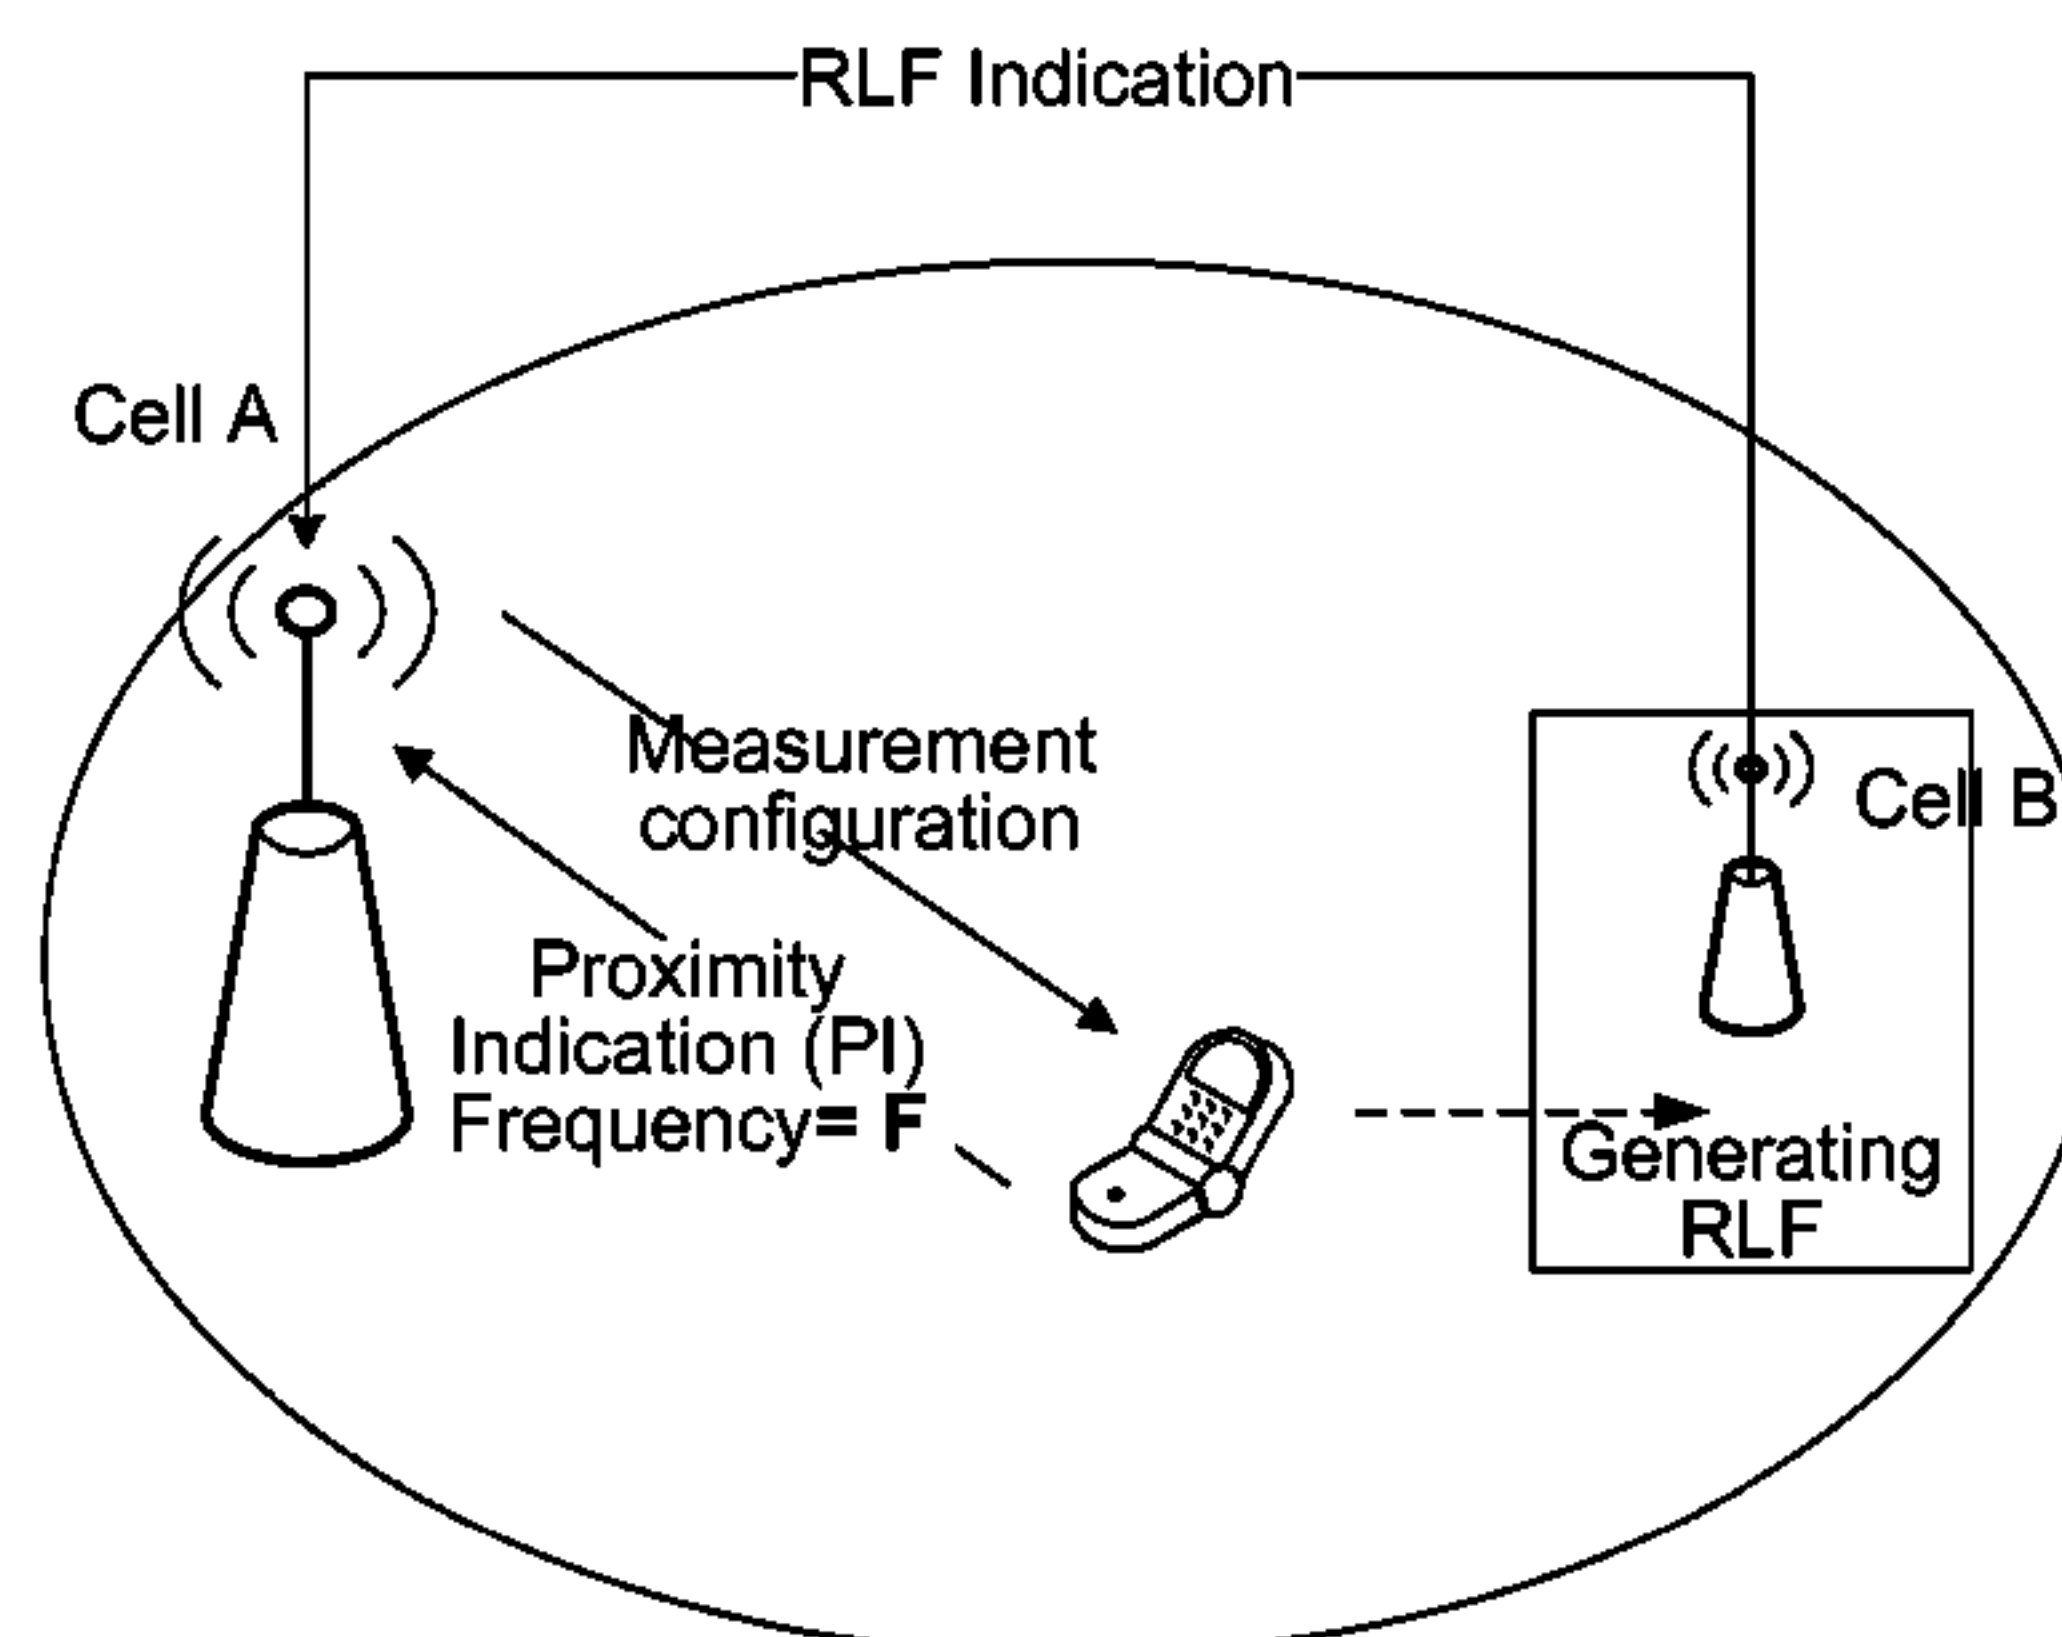 RLF Indication
Cell A
Measurement
configuration
Cell B
Proximity
Indication (PI)
Frequency= F
Generating
RLF